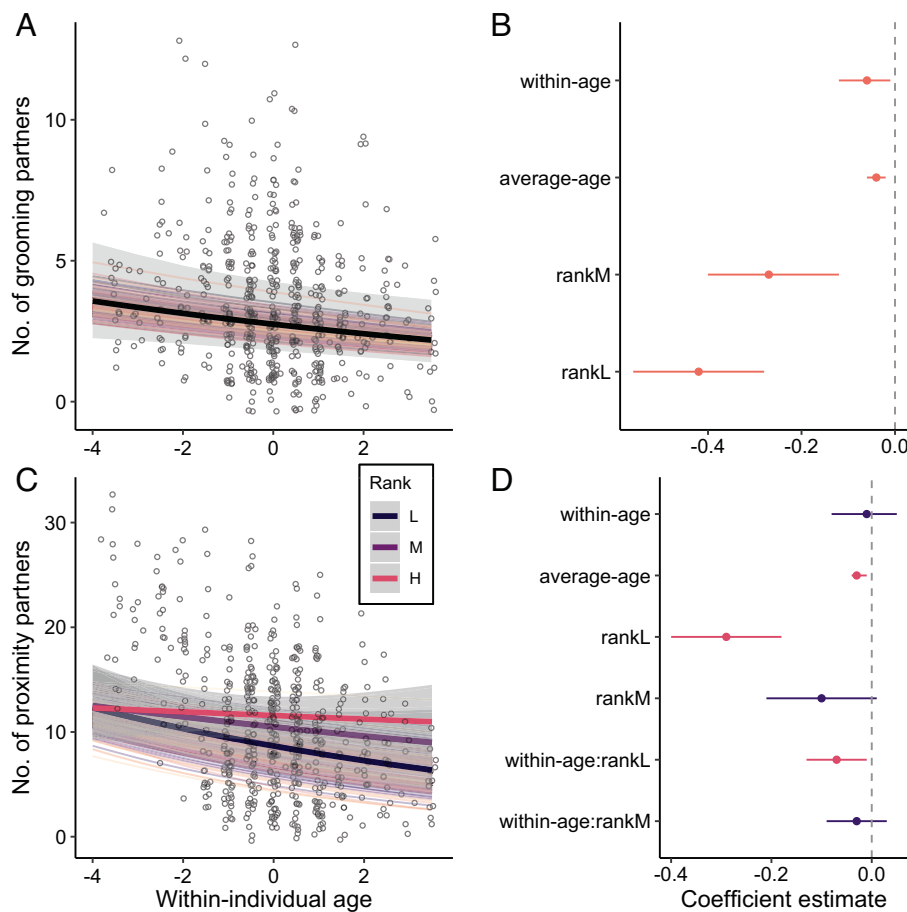 A
No. of grooming partners
10
5
0
-4
-2
0
2
B
within-age
average-age
rankM
rankL
-0.4
-0.2
0.0
C
No. of proximity partners
30
20
10
0
-4
-2
0
2
Within-individual age
Rank
L
M
H
D
within-age
average-age
rankL
rankM
within-age:rankL
within-age:rankM
-0.4
-0.2
0.0
Coefficient estimate